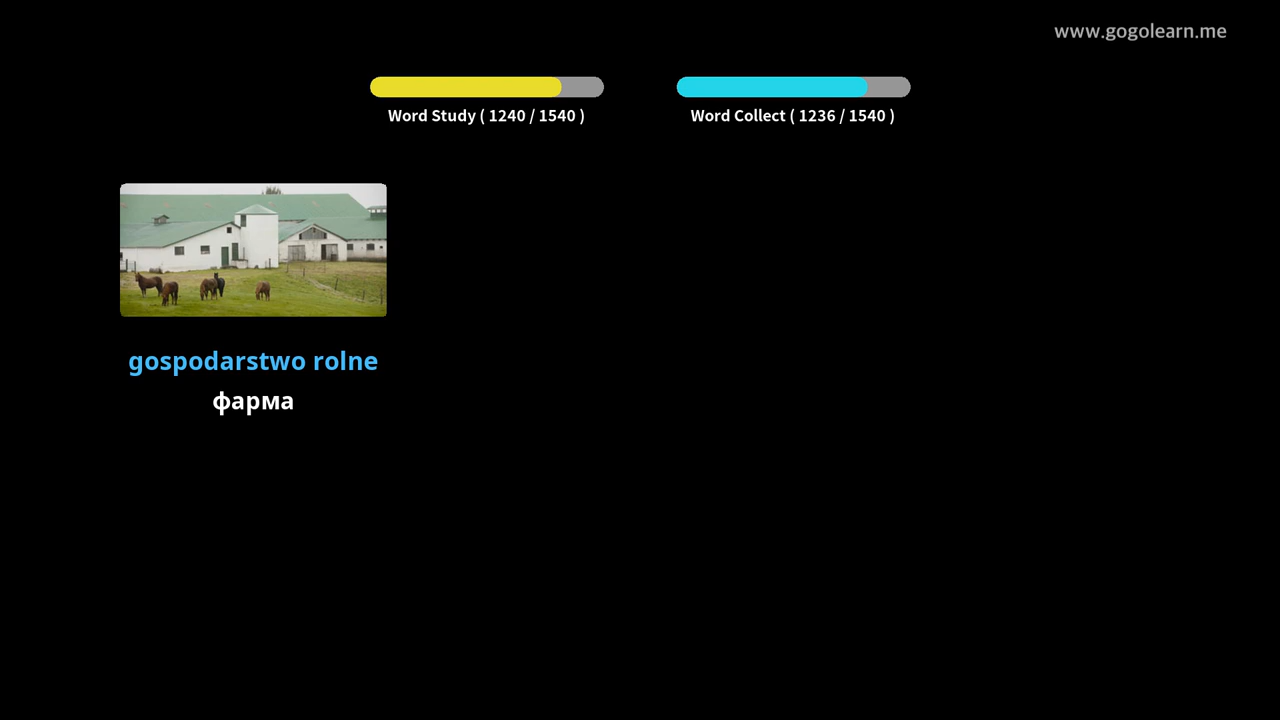 www.gogolearn.me
Word Study ( 1240 / 1540 )
Word Collect ( 1236 / 1540 )
gospodarstwo rolne
фарма